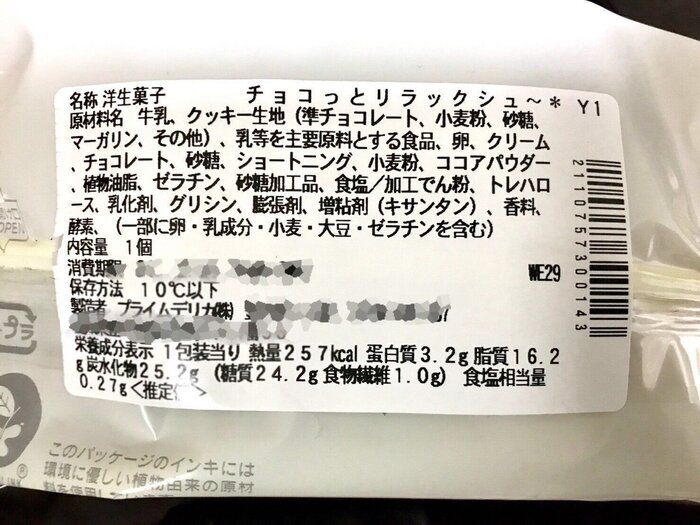 名称 洋生菓子 チョコっとリラックシュ～＊ Y1
原材料名 牛乳、クッキー生地（準チョコレート、小麦粉、砂糖、
マーガリン、その他）、乳等を主要原料とする食品、卵、クリーム
、チョコレート、砂糖、ショートニング、小麦粉、ココアパウダー
、植物油脂、ゼラチン、砂糖加工品、食塩／加工でん粉、トレハロ
ース、乳化剤、グリシン、膨張剤、増粘剤（キサンタン）、香料、
酵素、（一部に卵・乳成分・小麦・大豆・ゼラチンを含む）
内容量 1個
消費期限
WE29
保存方法 10℃以下
製造者 プライムデリカ(株)
栄養成分表示 1包装当り 熱量257kcal 蛋白質3.2g 脂質16.2
g 炭水化物25.2g （糖質24.2g 食物繊維1.0g） 食塩相当量
0.27g＜推定値＞
2110757300143
OPEN
プラ
このパッケージのインキには
環境に優しい植物由来の原材
料を使用して